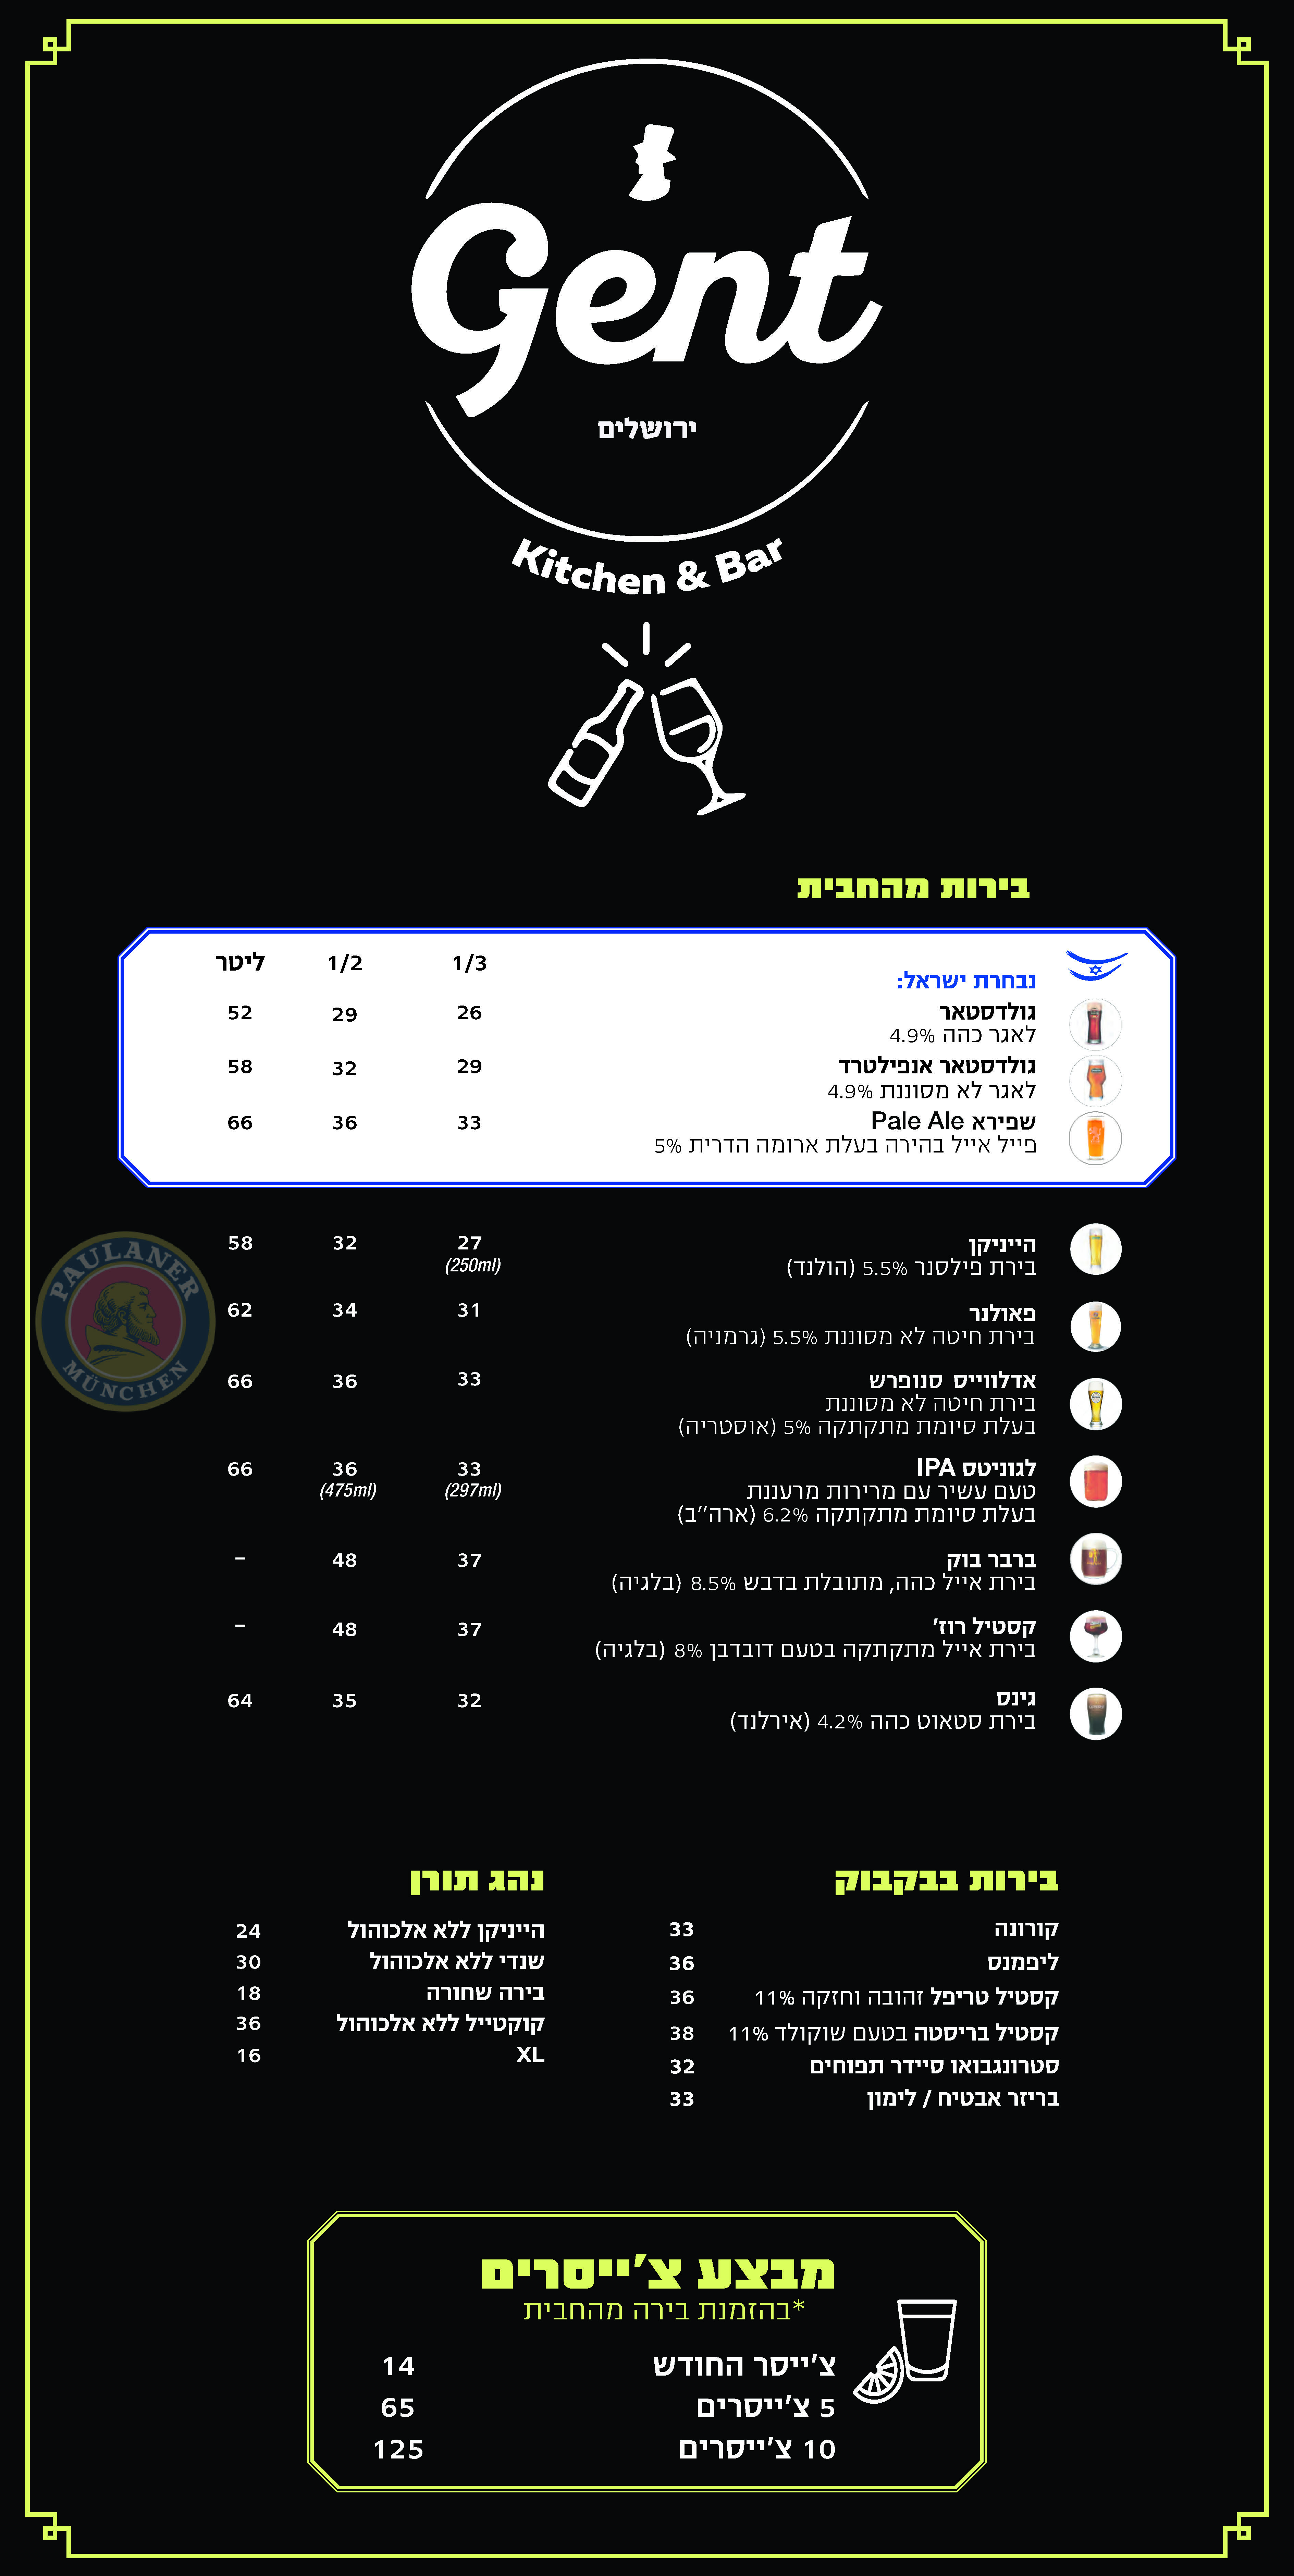 Gent
ירושלים
Kitchen & Bar
בירות מהחבית
1/3 1/2 ליטר
נבחרת ישראל:
גולדסטאר 26 29 52
לאגר כהה 4.9%
גולדסטאר אנפילטרד 29 32 58
לאגר לא מסוננת 4.9%
שפירא Pale Ale 33 36 66
פייל אייל בהירה בעלת ארומה הדרית 5%
הייניקן 27 32 58
בירת פילסנר 5.5% (הולנד) (250ml)
PAULANER
MÜNCHEN
פאולנר 31 34 62
בירת חיטה לא מסוננת 5.5% (גרמניה)
אדלווייס סנופרש 33 36 66
בירת חיטה לא מסוננת
בעלת סיומת מתקתקה 5% (אוסטריה)
לגוניטס IPA 33 36 66
טעם עשיר עם מרירות מרעננת (297ml) (475ml)
בעלת סיומת מתקתקה 6.2% (ארה''ב)
ברבר בוק 37 48 –
בירת אייל כהה, מתובלת בדבש 8.5% (בלגיה)
קסטיל רוז' 37 48 –
בירת אייל מתקתקה בטעם דובדבן 8% (בלגיה)
גינס 32 35 64
בירת סטאוט כהה 4.2% (אירלנד)
בירות בבקבוק
קורונה 33
ליפמנס 36
קסטיל טריפל זהובה וחזקה 11% 36
קסטיל בריסטה בטעם שוקולד 11% 38
סטרונגבואו סיידר תפוחים 32
בריזר אבטיח / לימון 33
נהג תורן
הייניקן ללא אלכוהול 24
שנדי ללא אלכוהול 30
בירה שחורה 18
קוקטייל ללא אלכוהול 36
XL 16
מבצע צ'ייסרים
*בהזמנת בירה מהחבית
צ'ייסר החודש 14
5 צ'ייסרים 65
10 צ'ייסרים 125